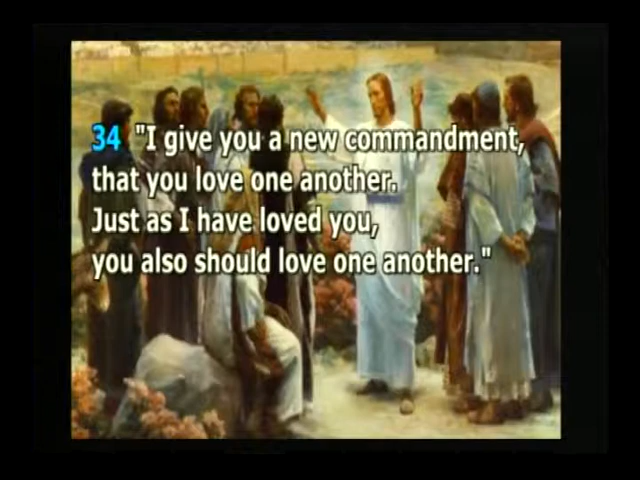 34 "I give you a new commandment,
that you love one another.
Just as I have loved you,
you also should love one another."